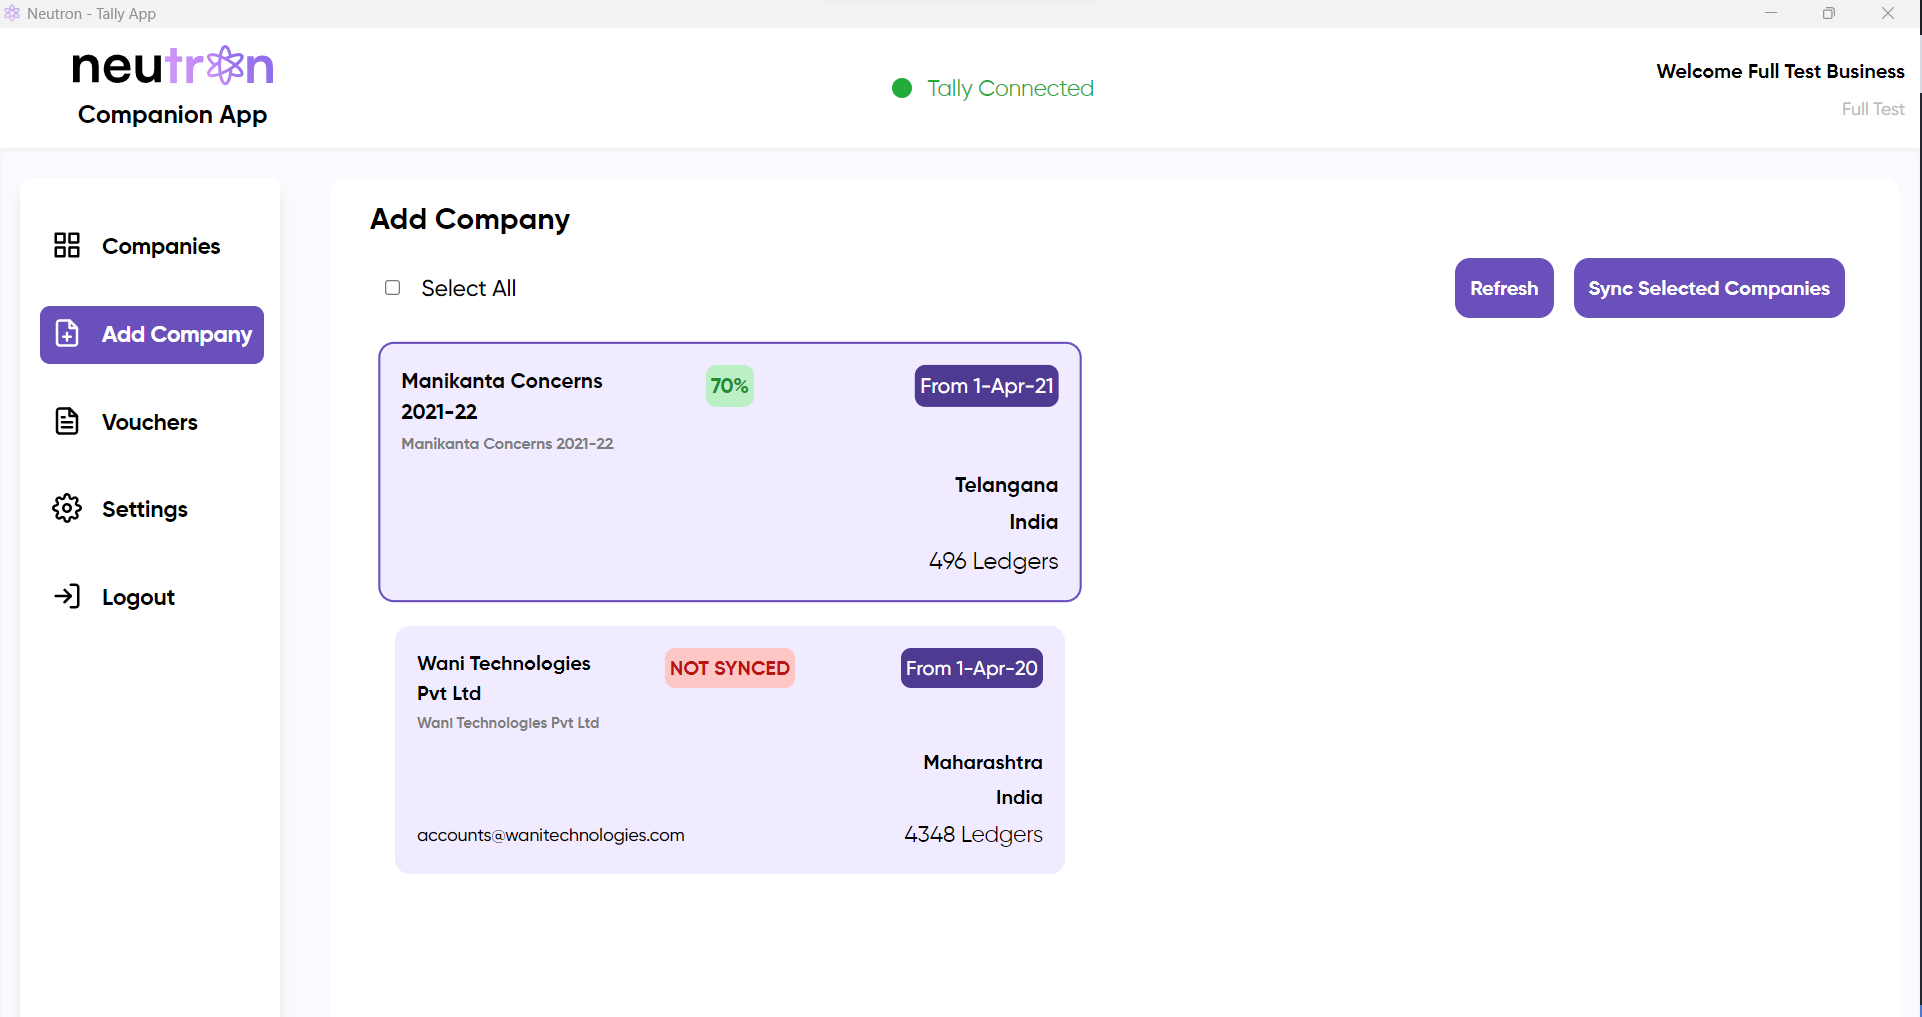 Neutron - Tally App
neutron
Companion App
Tally Connected
Welcome Full Test Business
Full Test
Companies
Add Company
Vouchers
Settings
Logout
Add Company
Select All
Refresh
Sync Selected Companies
Manikanta Concerns
2021-22
Manikanta Concerns 2021-22
70%
From 1-Apr-21
Telangana
India
496 Ledgers
Wani Technologies
Pvt Ltd
Wani Technologies Pvt Ltd
NOT SYNCED
From 1-Apr-20
Maharashtra
India
accounts@wanitechnologies.com
4348 Ledgers